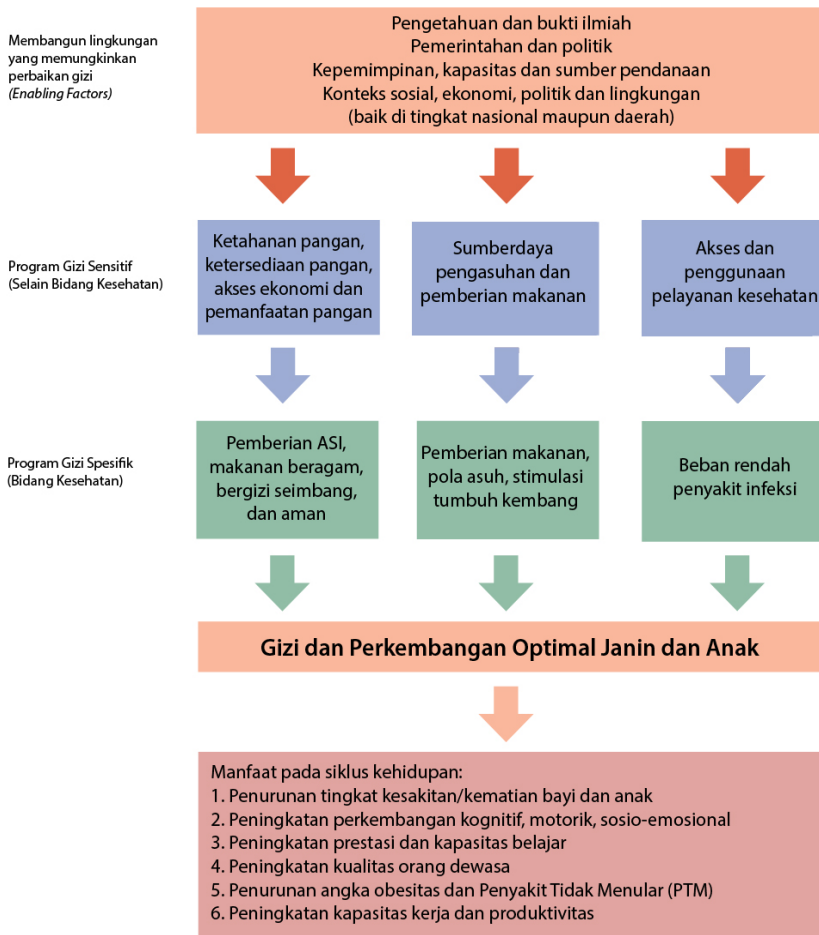 Membangun lingkungan
yang memungkinkan
perbaikan gizi
(Enabling Factors)
Pengetahuan dan bukti ilmiah
Pemerintahan dan politik
Kepemimpinan, kapasitas dan sumber pendanaan
Konteks sosial, ekonomi, politik dan lingkungan
(baik di tingkat nasional maupun daerah)
Program Gizi Sensitif
(Selain Bidang Kesehatan)
Ketahanan pangan,
ketersediaan pangan,
akses ekonomi dan
pemanfaatan pangan
Sumberdaya
pengasuhan dan
pemberian makanan
Akses dan
penggunaan
pelayanan kesehatan
Program Gizi Spesifik
(Bidang Kesehatan)
Pemberian ASI,
makanan beragam,
bergizi seimbang,
dan aman
Pemberian makanan,
pola asuh, stimulasi
tumbuh kembang
Beban rendah
penyakit infeksi
Gizi dan Perkembangan Optimal Janin dan Anak
Manfaat pada siklus kehidupan:
1. Penurunan tingkat kesakitan/kematian bayi dan anak
2. Peningkatan perkembangan kognitif, motorik, sosio-emosional
3. Peningkatan prestasi dan kapasitas belajar
4. Peningkatan kualitas orang dewasa
5. Penurunan angka obesitas dan Penyakit Tidak Menular (PTM)
6. Peningkatan kapasitas kerja dan produktivitas